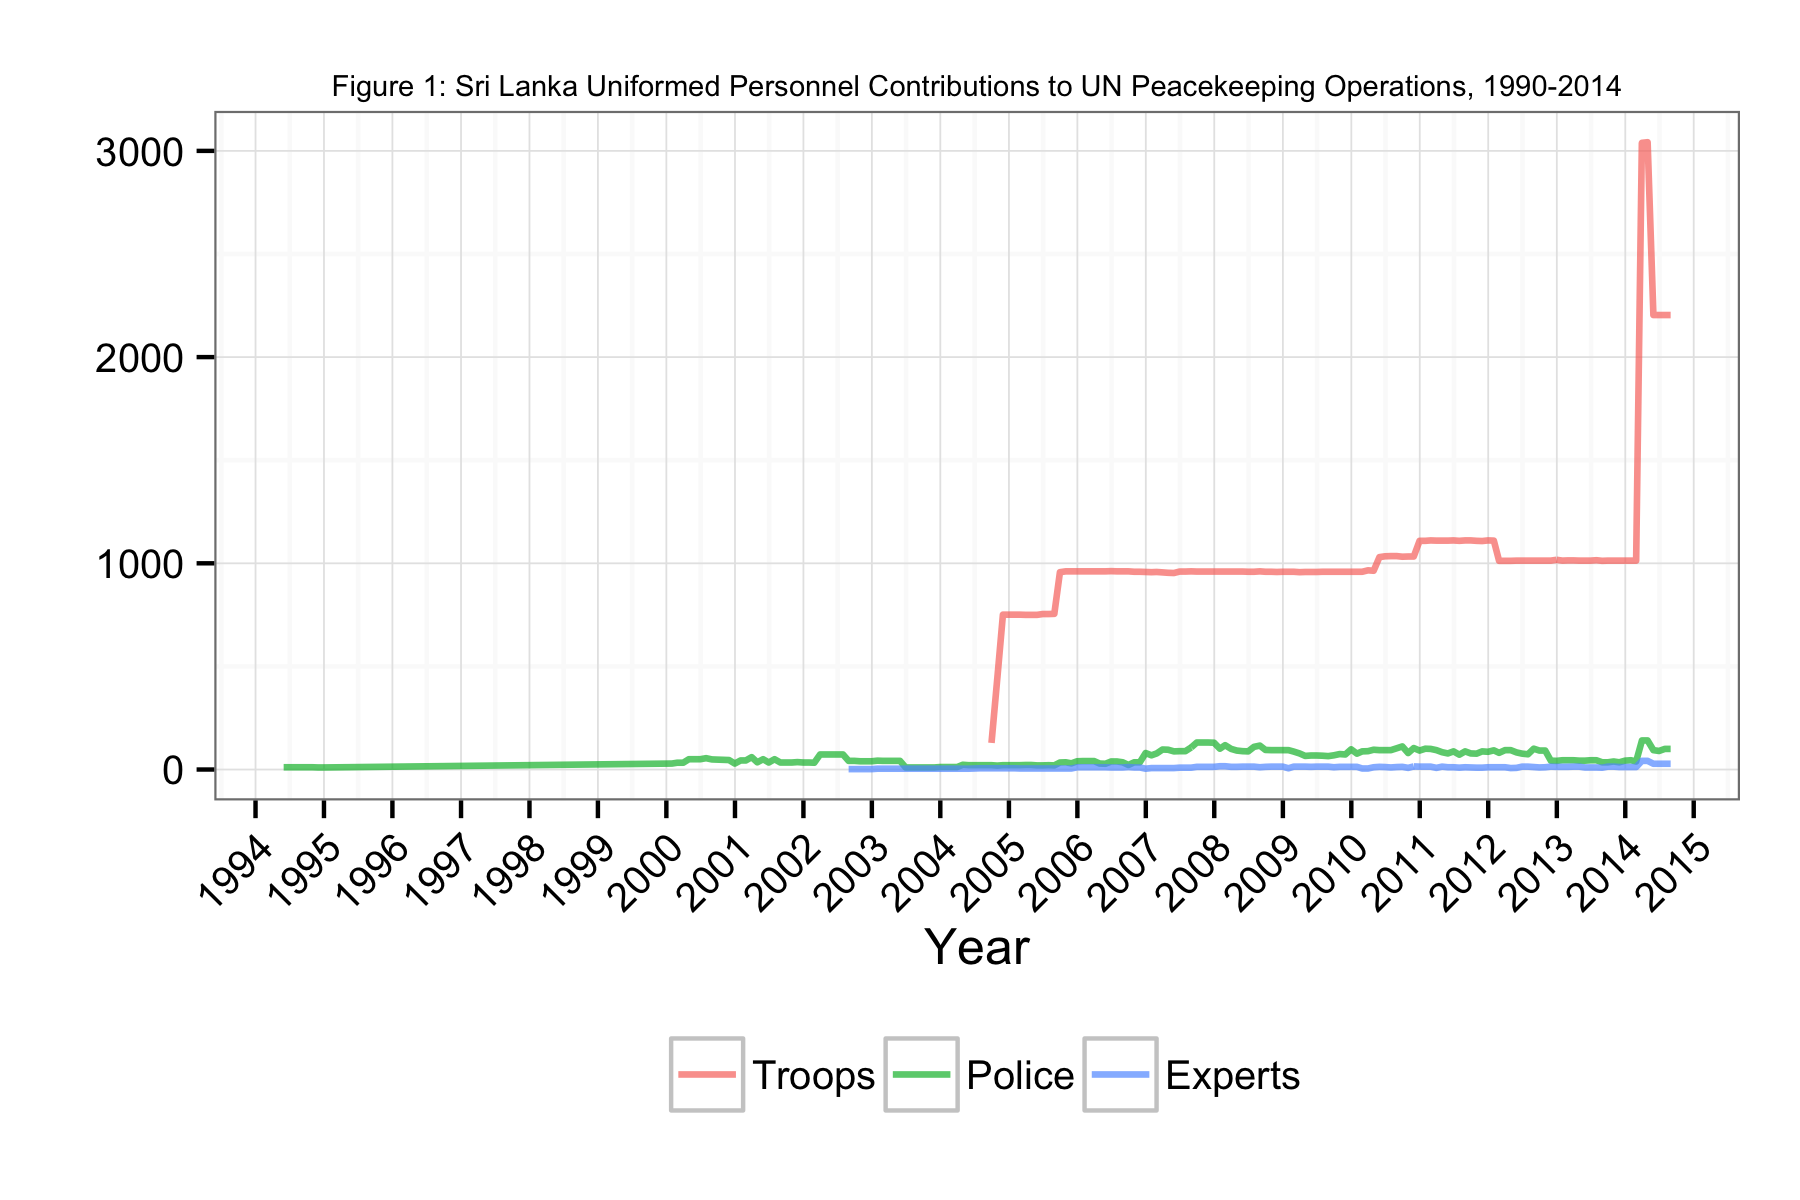 Figure 1: Sri Lanka Uniformed Personnel Contributions to UN Peacekeeping Operations, 1990-2014
3000
2000
1000
0
1994 1995 1996 1997 1998 1999 2000 2001 2002 2003 2004 2005 2006 2007 2008 2009 2010 2011 2012 2013 2014 2015
Year
Troops Police Experts